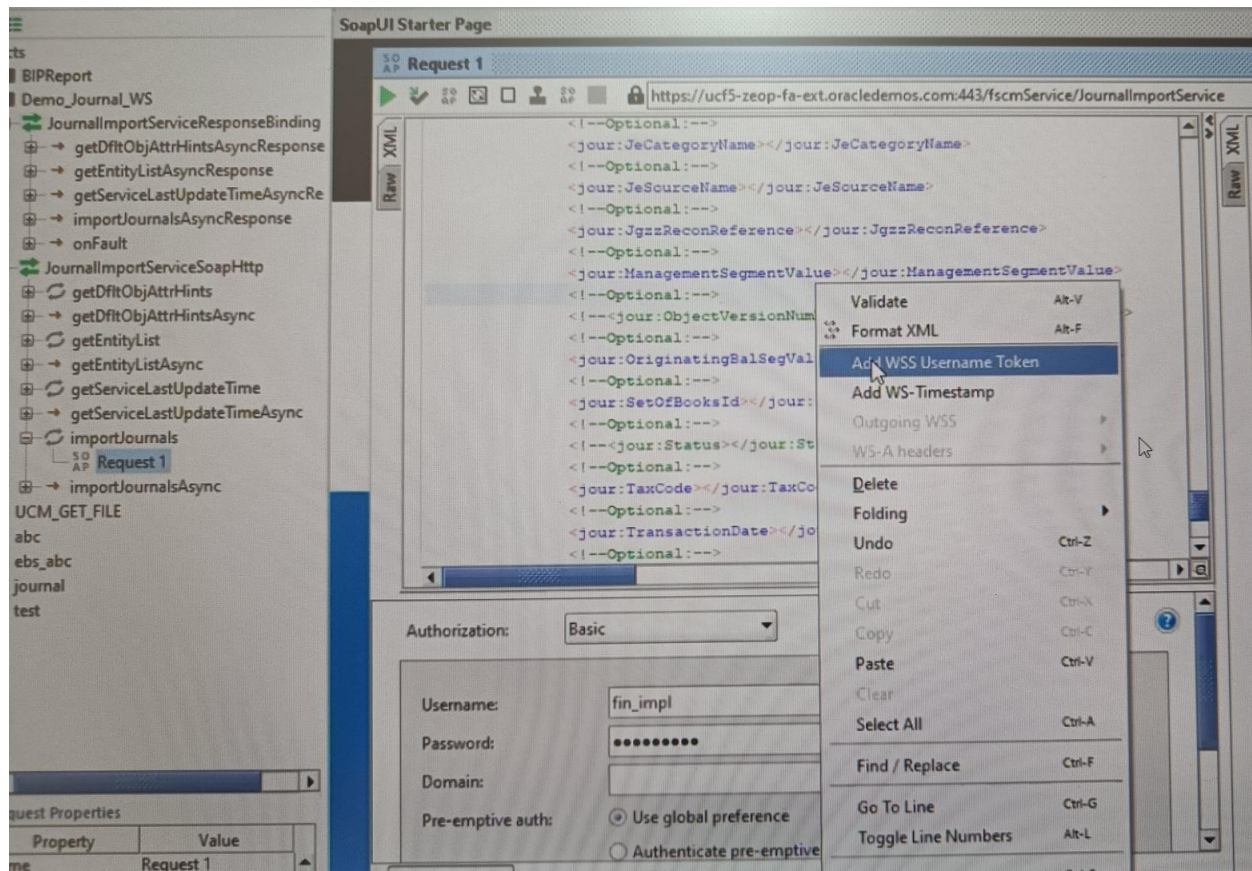 SoapUI Starter Page
BIPReport
Demo_Journal_WS
JournalImportServiceResponseBinding
getDfltObjAttrHintsAsyncResponse
getEntityListAsyncResponse
getServiceLastUpdateTimeAsyncRe
importJournalsAsyncResponse
onFault
JournalImportServiceSoapHttp
getDfltObjAttrHints
getDfltObjAttrHintsAsync
getEntityList
getEntityListAsync
getServiceLastUpdateTime
getServiceLastUpdateTimeAsync
importJournals
SOAP Request 1
importJournalsAsync
UCM_GET_FILE
abc
ebs_abc
journal
test
quest Properties
Property Value
me Request 1
SOAP Request 1
https://ucf5-zeop-fa-ext.oracledemos.com:443/fscmService/JournalImportService
XML
Raw
<!--Optional:-->
<jour:JeCategoryName></jour:JeCategoryName>
<!--Optional:-->
<jour:JeSourceName></jour:JeSourceName>
<!--Optional:-->
<jour:JgzzReconReference></jour:JgzzReconReference>
<!--Optional:-->
<jour:ManagementSegmentValue></jour:ManagementSegmentValue>
<!--Optional:-->
<!--<jour:ObjectVersionNum
<!--Optional:-->
<jour:OriginatingBalSegVal
<!--Optional:-->
<jour:SetOfBooksId></jour:
<!--Optional:-->
<!--<jour:Status></jour:St
<!--Optional:-->
<jour:TaxCode></jour:TaxCo
<!--Optional:-->
<jour:TransactionDate></jo
<!--Optional:-->
XML
Raw
Validate Alt-V
Format XML Alt-F
Add WSS Username Token
Add WS-Timestamp
Outgoing WSS
WS-A headers
Delete
Folding
Undo Ctrl-Z
Redo Ctrl-Y
Cut Ctrl-X
Copy Ctrl-C
Paste Ctrl-V
Clear
Select All Ctrl-A
Find / Replace Ctrl-F
Go To Line Ctrl-G
Toggle Line Numbers Alt-L
Authorization: Basic
Username: fin_impl
Password: •••••••••
Domain:
Pre-emptive auth: Use global preference
Authenticate pre-emptive